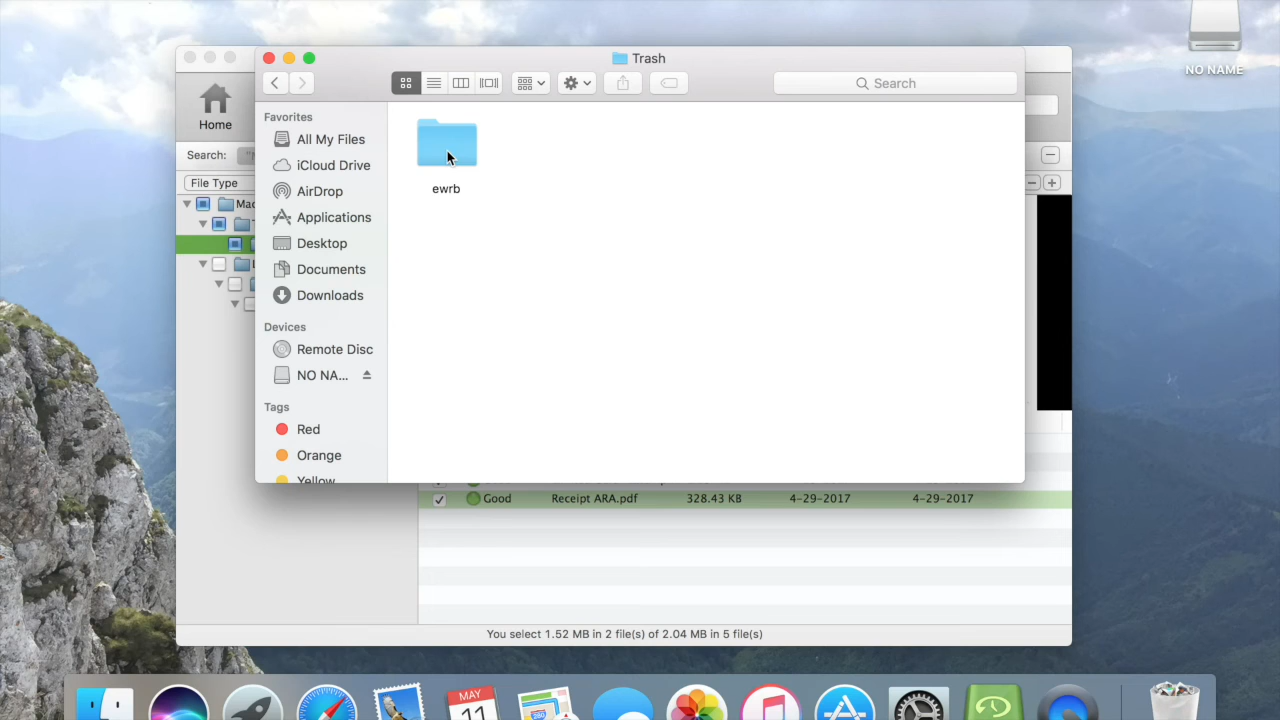 Trash
Search
NO NAME
Home
Search:
File Type
Mac
Favorites
All My Files
iCloud Drive
AirDrop
Applications
Desktop
Documents
Downloads
Devices
Remote Disc
NO NA...
Tags
Red
Orange
Yellow
ewrb
Good Receipt ARA.pdf 328.43 KB 4-29-2017 4-29-2017
You select 1.52 MB in 2 file(s) of 2.04 MB in 5 file(s)
MAY
11